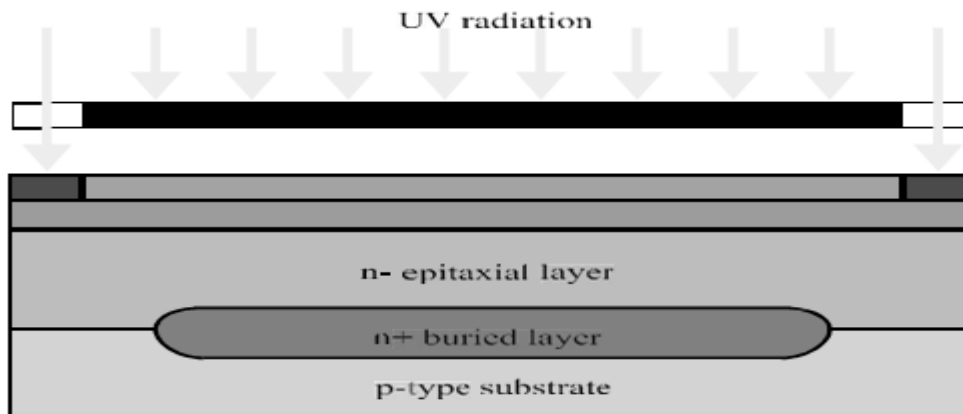 UV radiation
n- epitaxial layer
n+ buried layer
p-type substrate